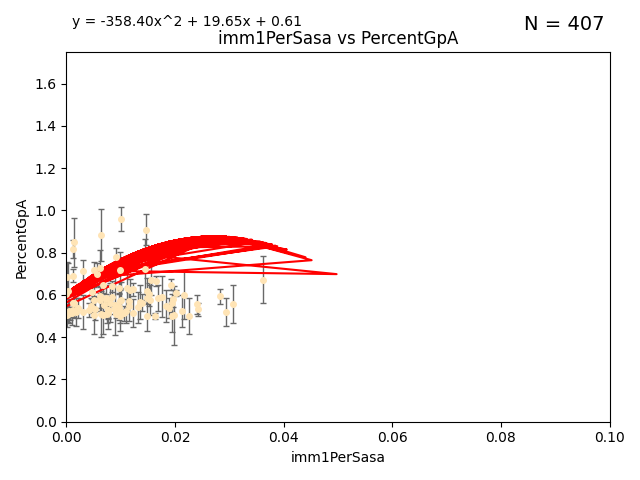 y = -358.40x^2 + 19.65x + 0.61
N = 407
imm1PerSasa vs PercentGpA
1.6
1.4
1.2
1.0
0.8
0.6
0.4
0.2
0.0
PercentGpA
0.00 0.02 0.04 0.06 0.08 0.10
imm1PerSasa